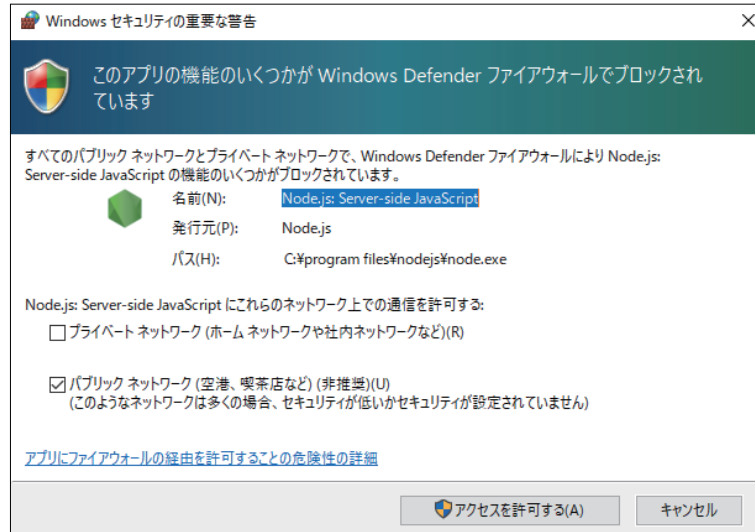 Windows セキュリティの重要な警告
このアプリの機能のいくつかが Windows Defender ファイアウォールでブロックされ
ています
すべてのパブリック ネットワークとプライベート ネットワークで、Windows Defender ファイアウォールにより Node.js:
Server-side JavaScript の機能のいくつかがブロックされています。
名前(N): Node.js: Server-side JavaScript
発行元(P): Node.js
パス(H): C:¥program files¥nodejs¥node.exe
Node.js: Server-side JavaScript にこれらのネットワーク上での通信を許可する:
プライベート ネットワーク (ホーム ネットワークや社内ネットワークなど)(R)
パブリック ネットワーク (空港、喫茶店など) (非推奨)(U)
(このようなネットワークは多くの場合、セキュリティが低いかセキュリティが設定されていません)
アプリにファイアウォールの経由を許可することの危険性の詳細
アクセスを許可する(A) キャンセル